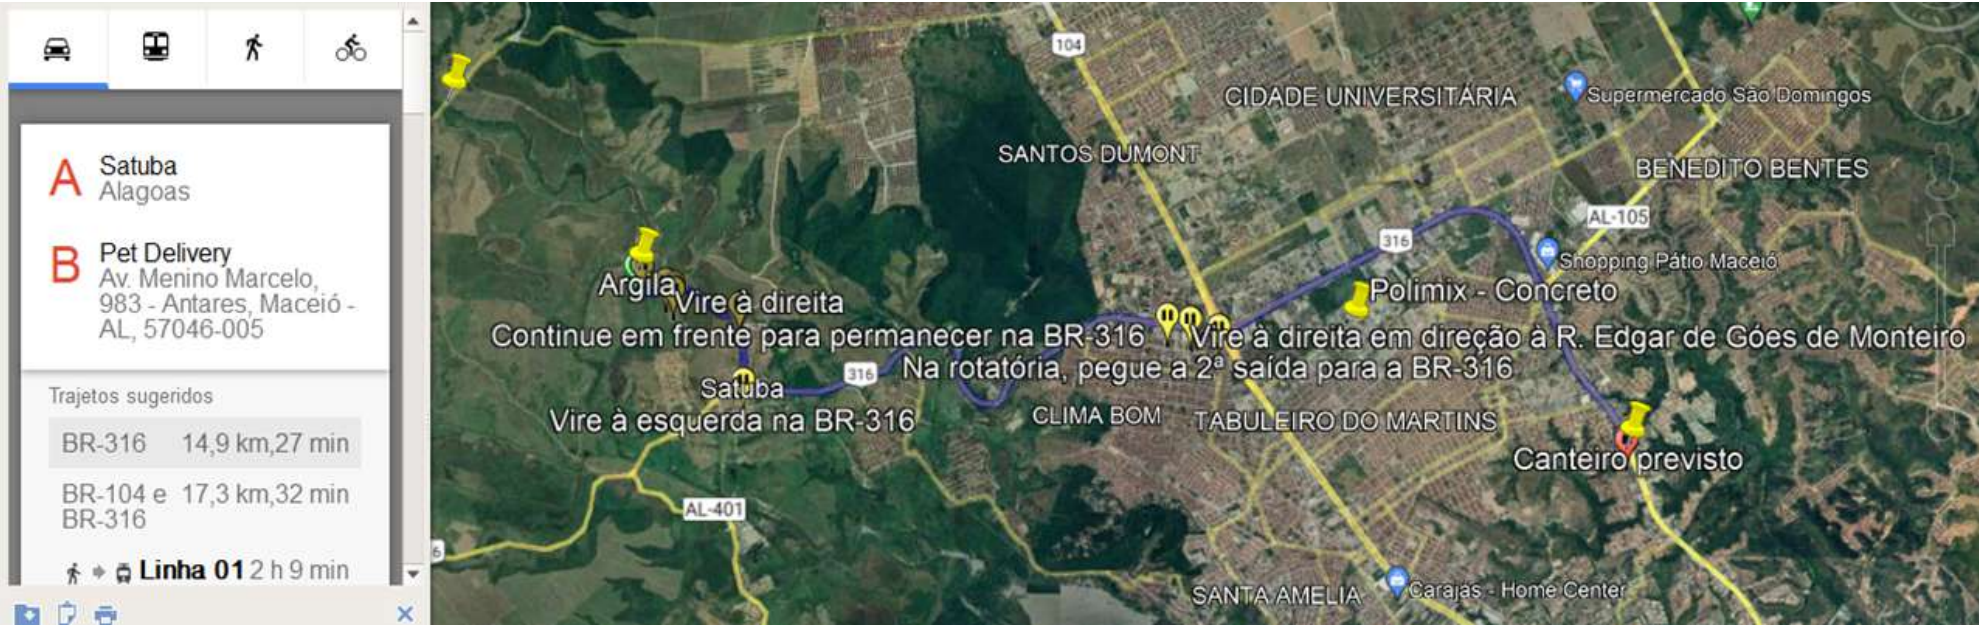 A
Satuba
Alagoas
B
Pet Delivery
Av. Menino Marcelo,
983 - Antares, Maceió -
AL, 57046-005
Trajetos sugeridos
BR-316 14,9 km,27 min
BR-104 e 17,3 km,32 min
BR-316
Linha 01 2 h 9 min
104
CIDADE UNIVERSITÁRIA
Supermercado São Domingos
SANTOS DUMONT
BENEDITO BENTES
AL-105
316
Shopping Pátio Maceió
Argila
Vire à direita
Polimix - Concreto
Continue em frente para permanecer na BR-316
Vire à direita em direção à R. Edgar de Góes de Monteiro
316
Na rotatória, pegue a 2ª saída para a BR-316
Satuba
Vire à esquerda na BR-316
CLIMA BOM
TABULEIRO DO MARTINS
Canteiro previsto
AL-401
6
SANTA AMELIA
Carajás - Home Center